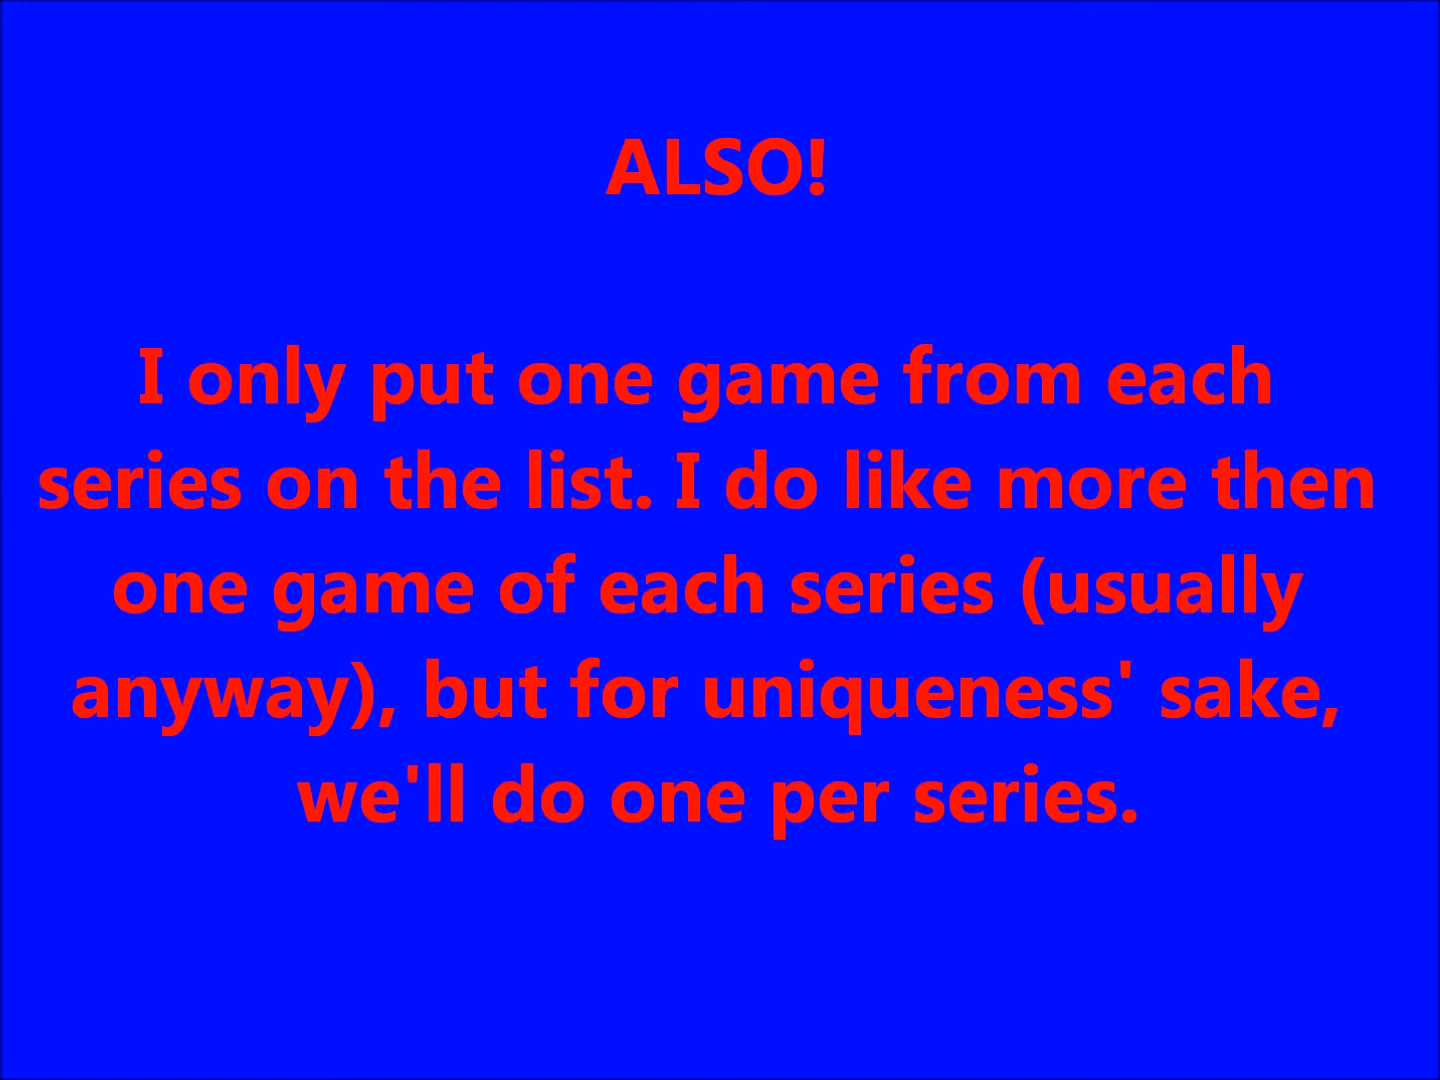 ALSO!
I only put one game from each
series on the list. I do like more then
one game of each series (usually
anyway), but for uniqueness' sake,
we'll do one per series.